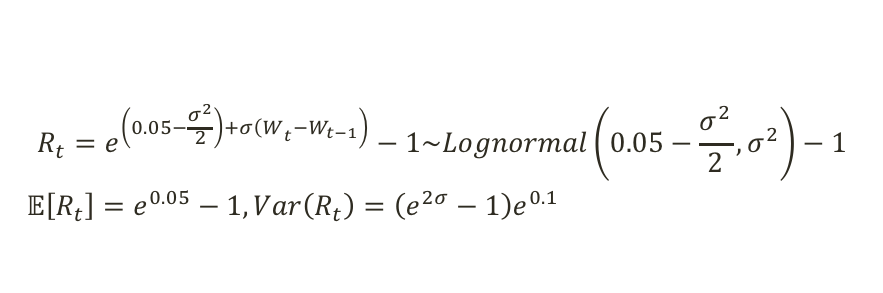 R_t = e^{(0.05−\frac{σ^2}{2})+σ(W_t−W_{t−1})} − 1~Lognormal(0.05 − \frac{σ^2}{2}, σ^2) − 1
𝔼[R_t] = e^{0.05} − 1, Var(R_t) = (e^{2σ} − 1)e^{0.1}